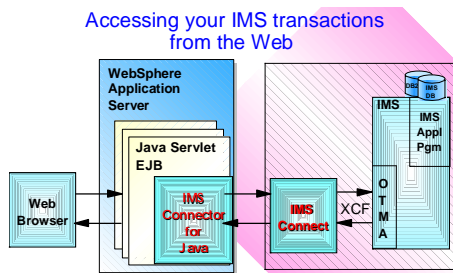 Accessing your IMS transactions
from the Web
WebSphere
Application
Server
Java Servlet
EJB
IMS
Connector
for
Java
Web
Browser
IMS
Connect
XCF
DB2
IMS
DB
IMS
IMS
Appl
Pgm
O
T
M
A